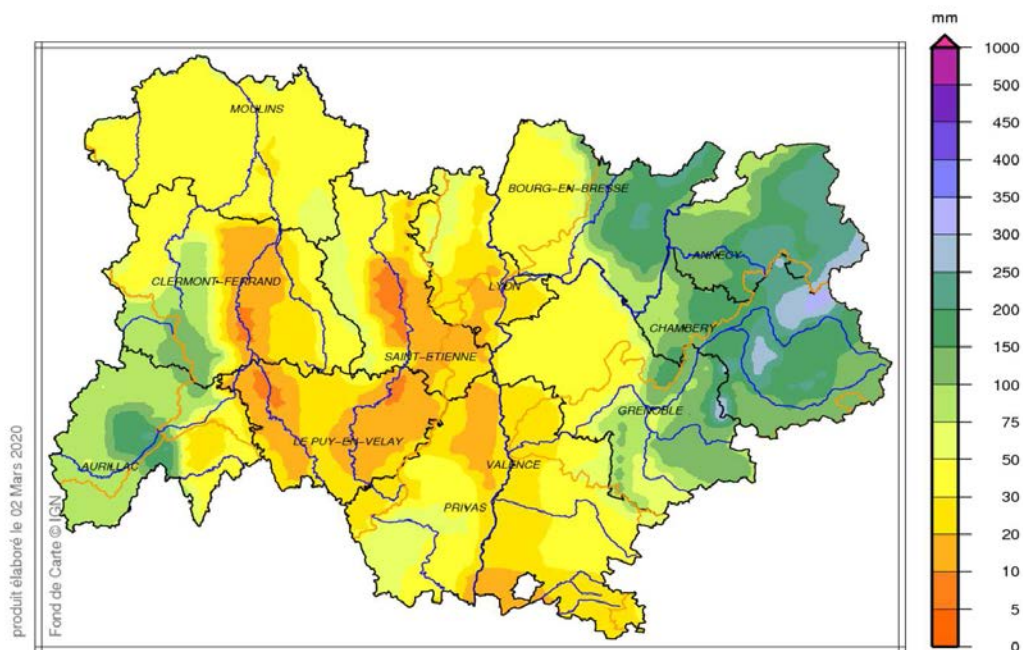 mm
1000
500
450
400
350
300
250
200
150
100
75
50
30
20
10
5
0
MOULINS
BOURG-EN-BRESSE
ANNECY
CLERMONT-FERRAND
LYON
CHAMBERY
SAINT-ETIENNE
GRENOBLE
LE PUY-EN-VELAY
AURILLAC
VALENCE
PRIVAS
produit élaboré le 02 Mars 2020
Fond de Carte © IGN